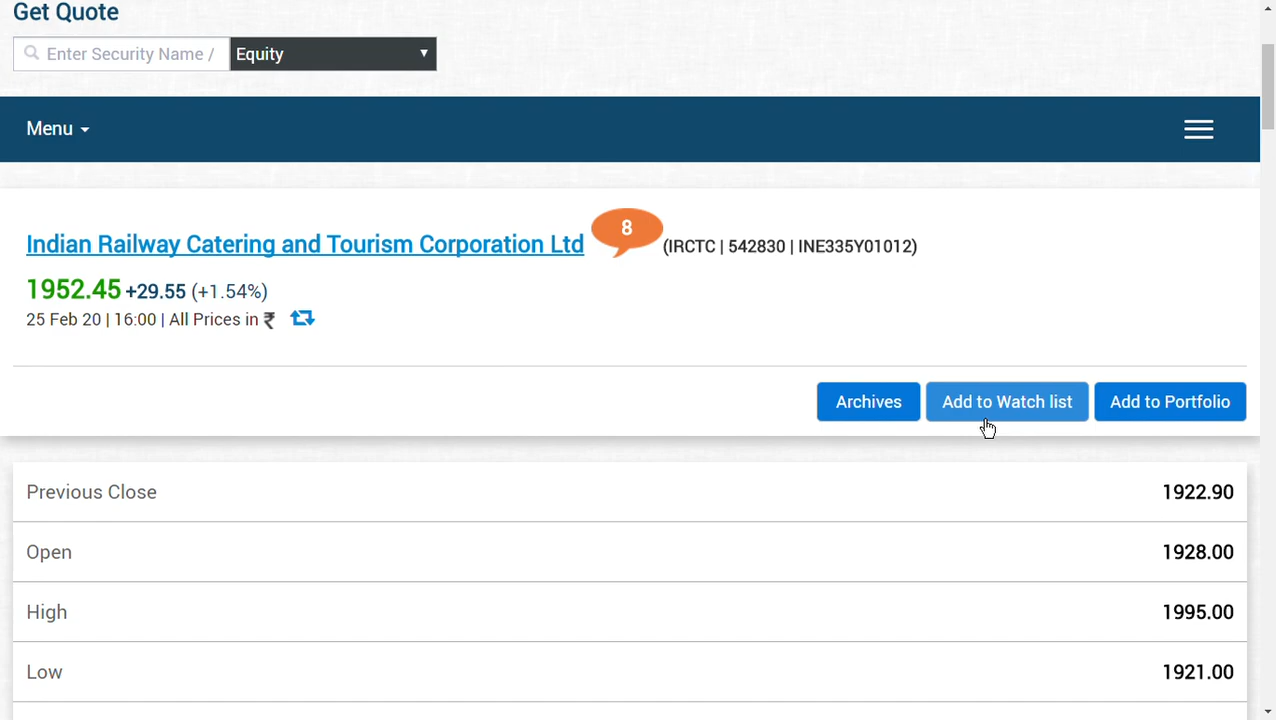 Get Quote
Enter Security Name /
Equity
Menu
Indian Railway Catering and Tourism Corporation Ltd 8 (IRCTC | 542830 | INE335Y01012)
1952.45 +29.55 (+1.54%)
25 Feb 20 | 16:00 | All Prices in ₹
Archives Add to Watch list Add to Portfolio
Previous Close 1922.90
Open 1928.00
High 1995.00
Low 1921.00